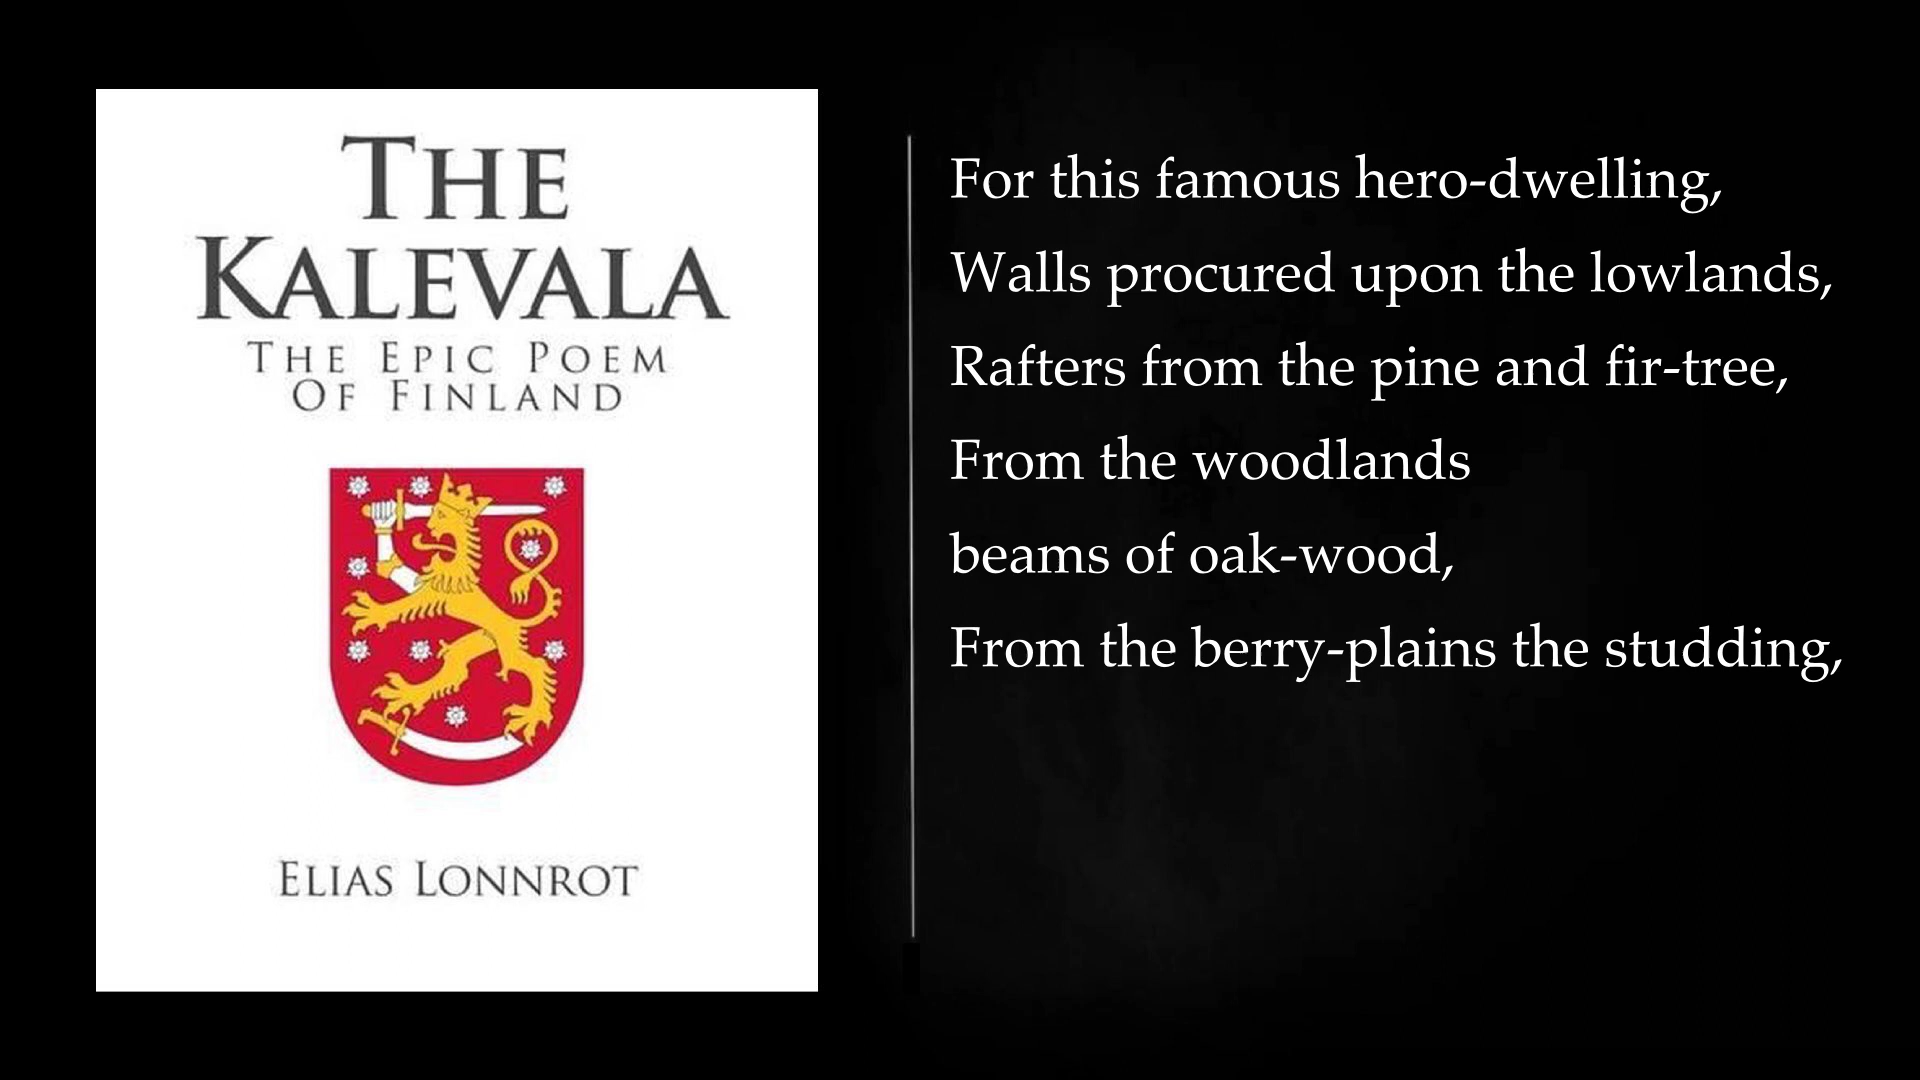 THE
KALEVALA
THE EPIC POEM
OF FINLAND
ELIAS LONNROT
For this famous hero-dwelling,
Walls procured upon the lowlands,
Rafters from the pine and fir-tree,
From the woodlands
beams of oak-wood,
From the berry-plains the studding,